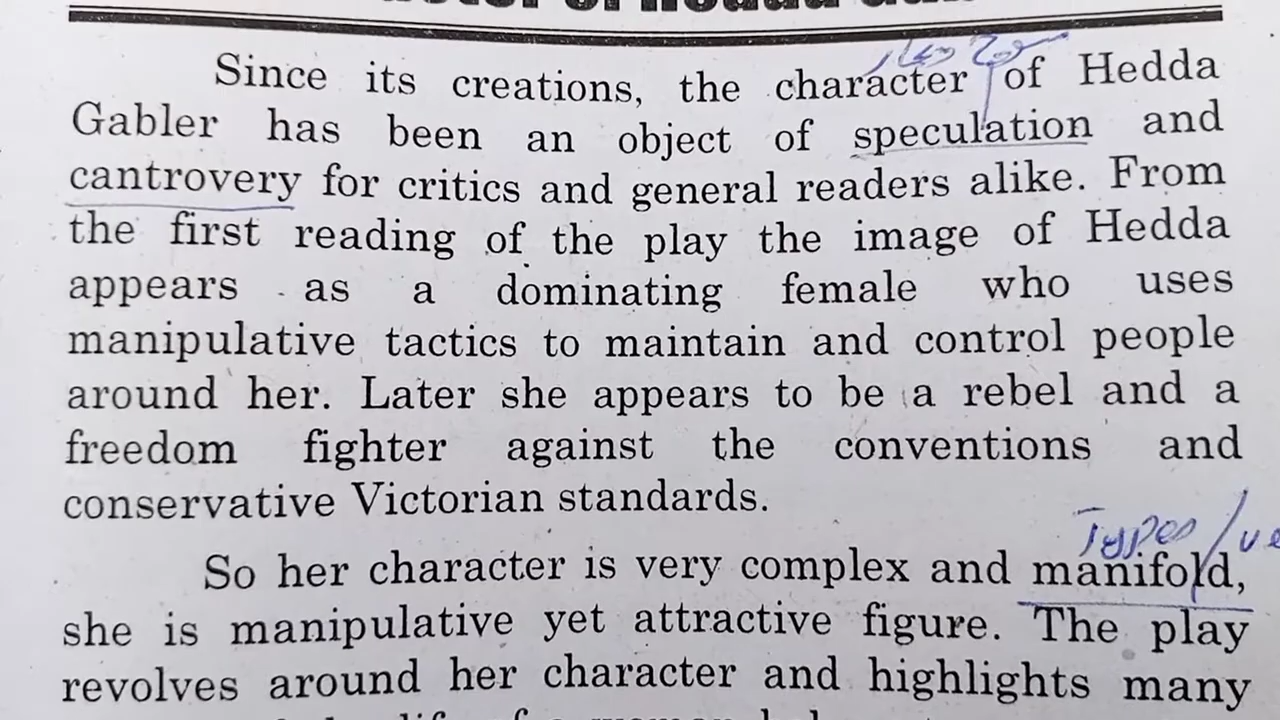 Since its creations, the character of Hedda
Gabler has been an object of speculation and
cantrovery for critics and general readers alike. From
the first reading of the play the image of Hedda
appears as a dominating female who uses
manipulative tactics to maintain and control people
around her. Later she appears to be a rebel and a
freedom fighter against the conventions and
conservative Victorian standards.
Types
So her character is very complex and manifold,
she is manipulative yet attractive figure. The play
revolves around her character and highlights many